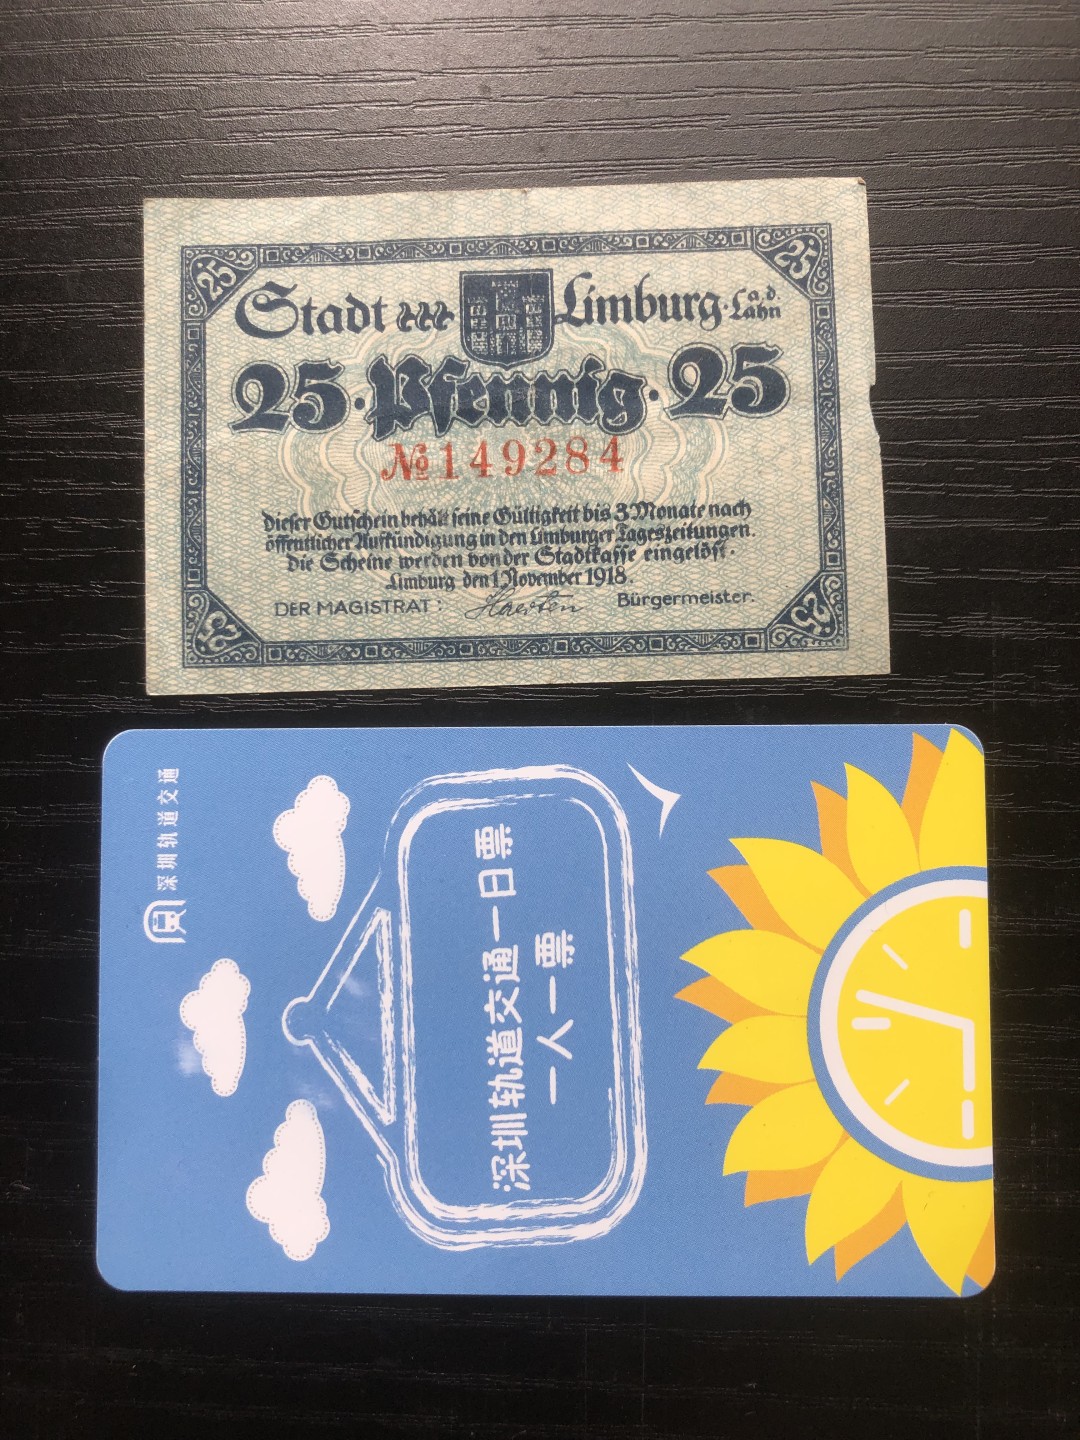 25 25
Stadt Limburg a.d. Lahn
25 · Pfennig · 25
№ 149284
Dieser Gutschein behält seine Gültigkeit bis 3 Monate nach
öffentlicher Aufkündigung in den Limburger Tageszeitungen.
Die Scheine werden von der Stadtkasse eingelöst.
Limburg den 1 November 1918.
DER MAGISTRAT: Haerten Bürgermeister.
25 25
深圳轨道交通
深圳轨道交通一日票
一人一票